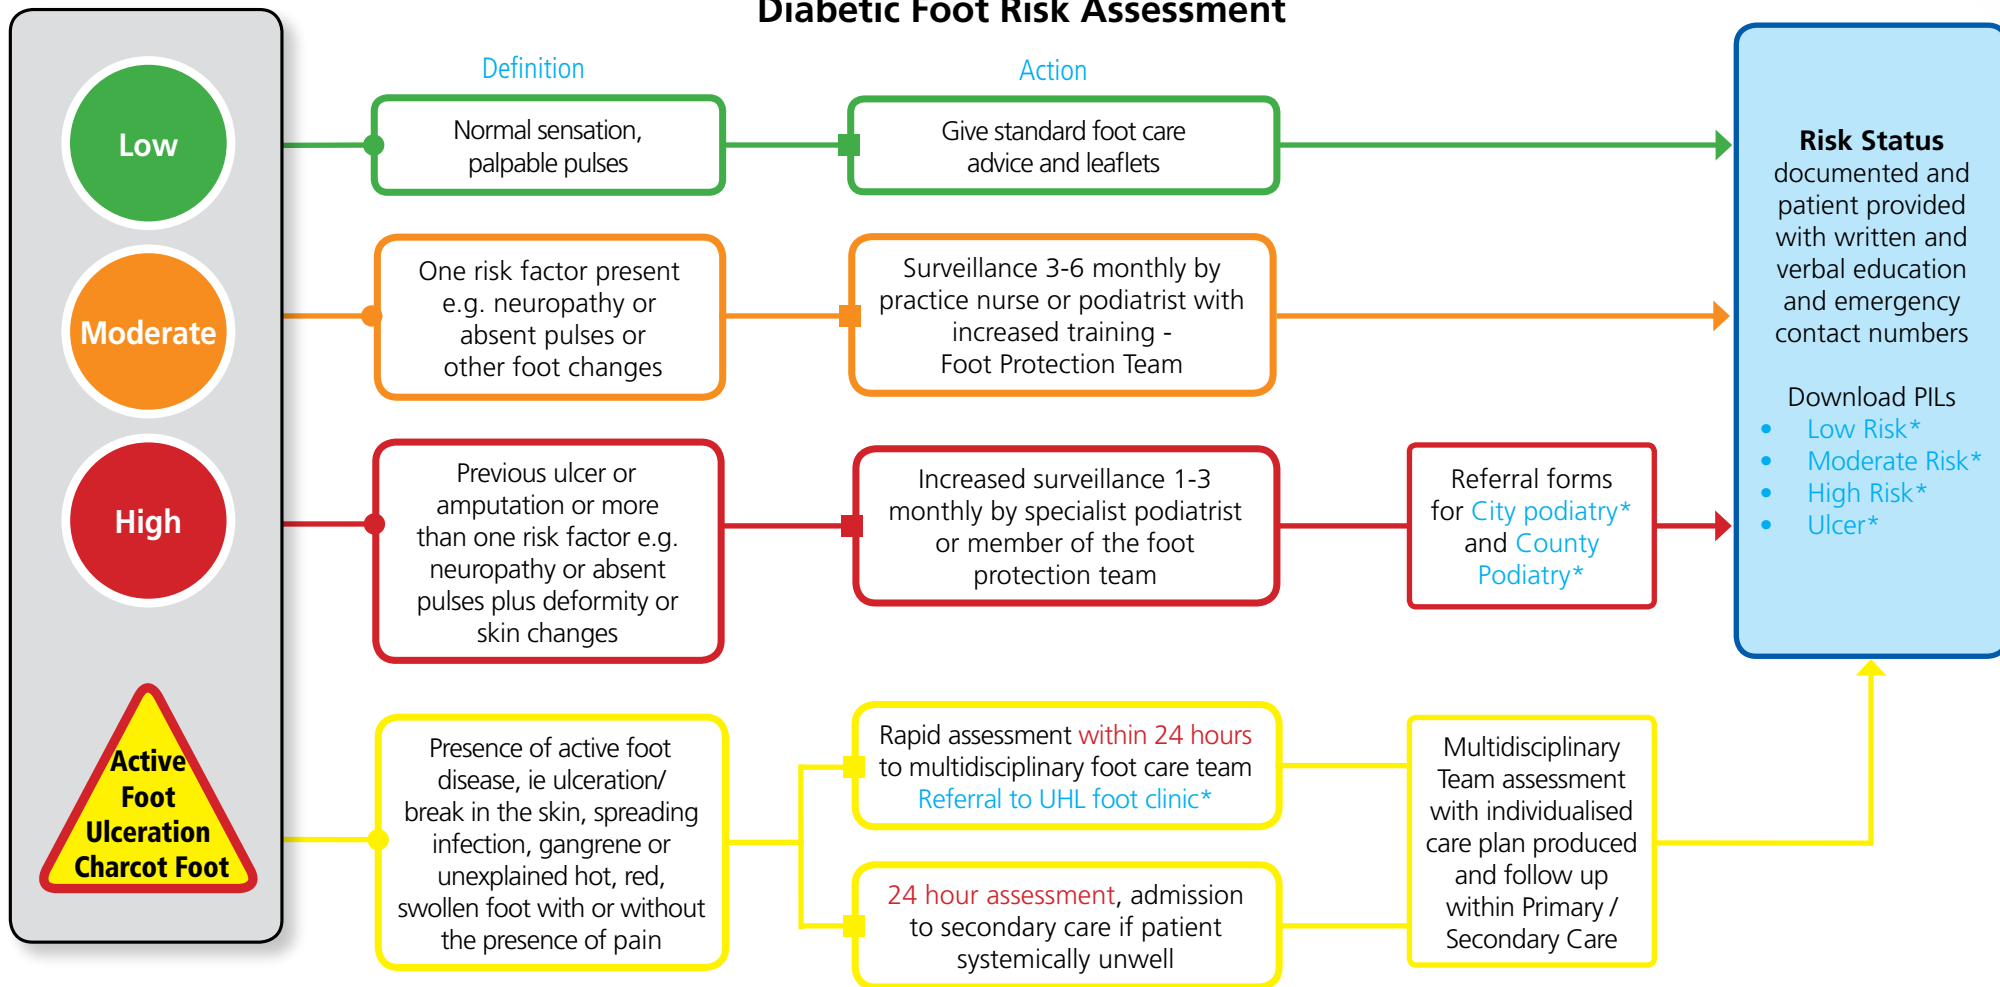 Diabetic Foot Risk Assessment
Definition
Action
Low
Normal sensation,
palpable pulses
Give standard foot care
advice and leaflets
Moderate
One risk factor present
e.g. neuropathy or
absent pulses or
other foot changes
Surveillance 3-6 monthly by
practice nurse or podiatrist with
increased training -
Foot Protection Team
High
Previous ulcer or
amputation or more
than one risk factor e.g.
neuropathy or absent
pulses plus deformity or
skin changes
Increased surveillance 1-3
monthly by specialist podiatrist
or member of the foot
protection team
Referral forms
for City podiatry*
and County
Podiatry*
Active
Foot
Ulceration
Charcot Foot
Presence of active foot
disease, ie ulceration/
break in the skin, spreading
infection, gangrene or
unexplained hot, red,
swollen foot with or without
the presence of pain
Rapid assessment within 24 hours
to multidisciplinary foot care team
Referral to UHL foot clinic*
24 hour assessment, admission
to secondary care if patient
systemically unwell
Multidisciplinary
Team assessment
with individualised
care plan produced
and follow up
within Primary /
Secondary Care
Risk Status
documented and
patient provided
with written and
verbal education
and emergency
contact numbers
Download PILs
• Low Risk*
• Moderate Risk*
• High Risk*
• Ulcer*